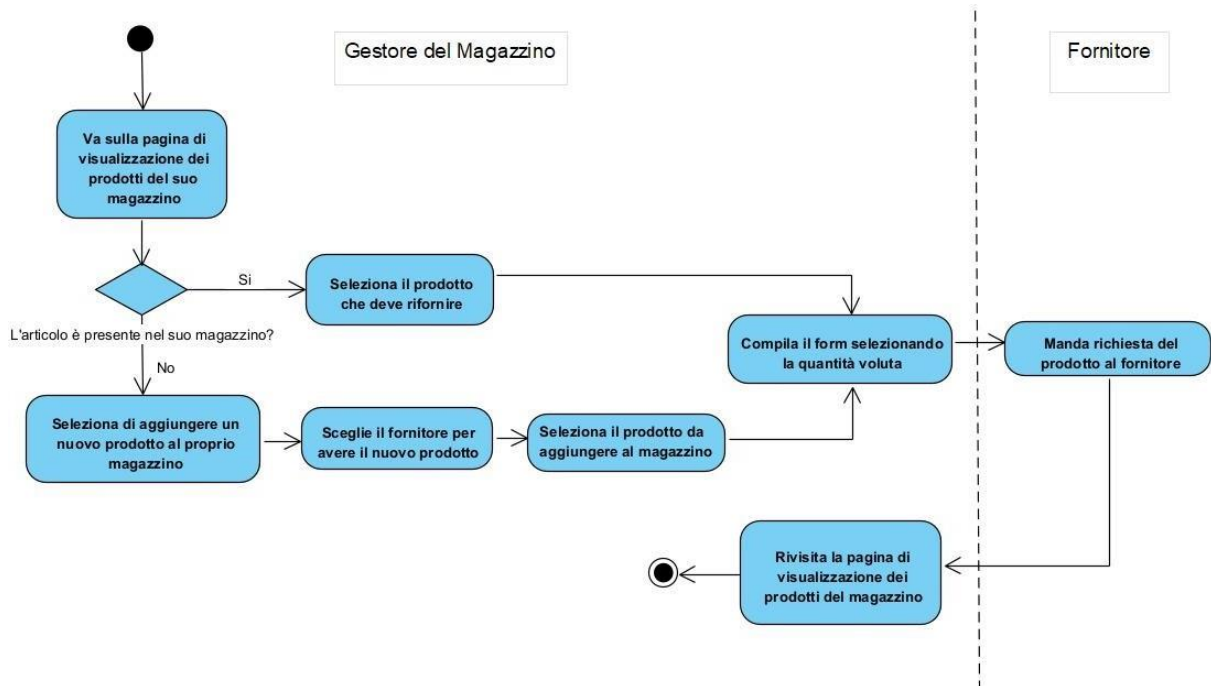 Gestore del Magazzino
Fornitore
Va sulla pagina di
visualizzazione dei
prodotti del suo
magazzino
Si
L'articolo è presente nel suo magazzino?
No
Seleziona il prodotto
che deve rifornire
Compila il form selezionando
la quantità voluta
Manda richiesta del
prodotto al fornitore
Seleziona di aggiungere un
nuovo prodotto al proprio
magazzino
Sceglie il fornitore per
avere il nuovo prodotto
Seleziona il prodotto da
aggiungere al magazzino
Rivisita la pagina di
visualizzazione dei
prodotti del magazzino